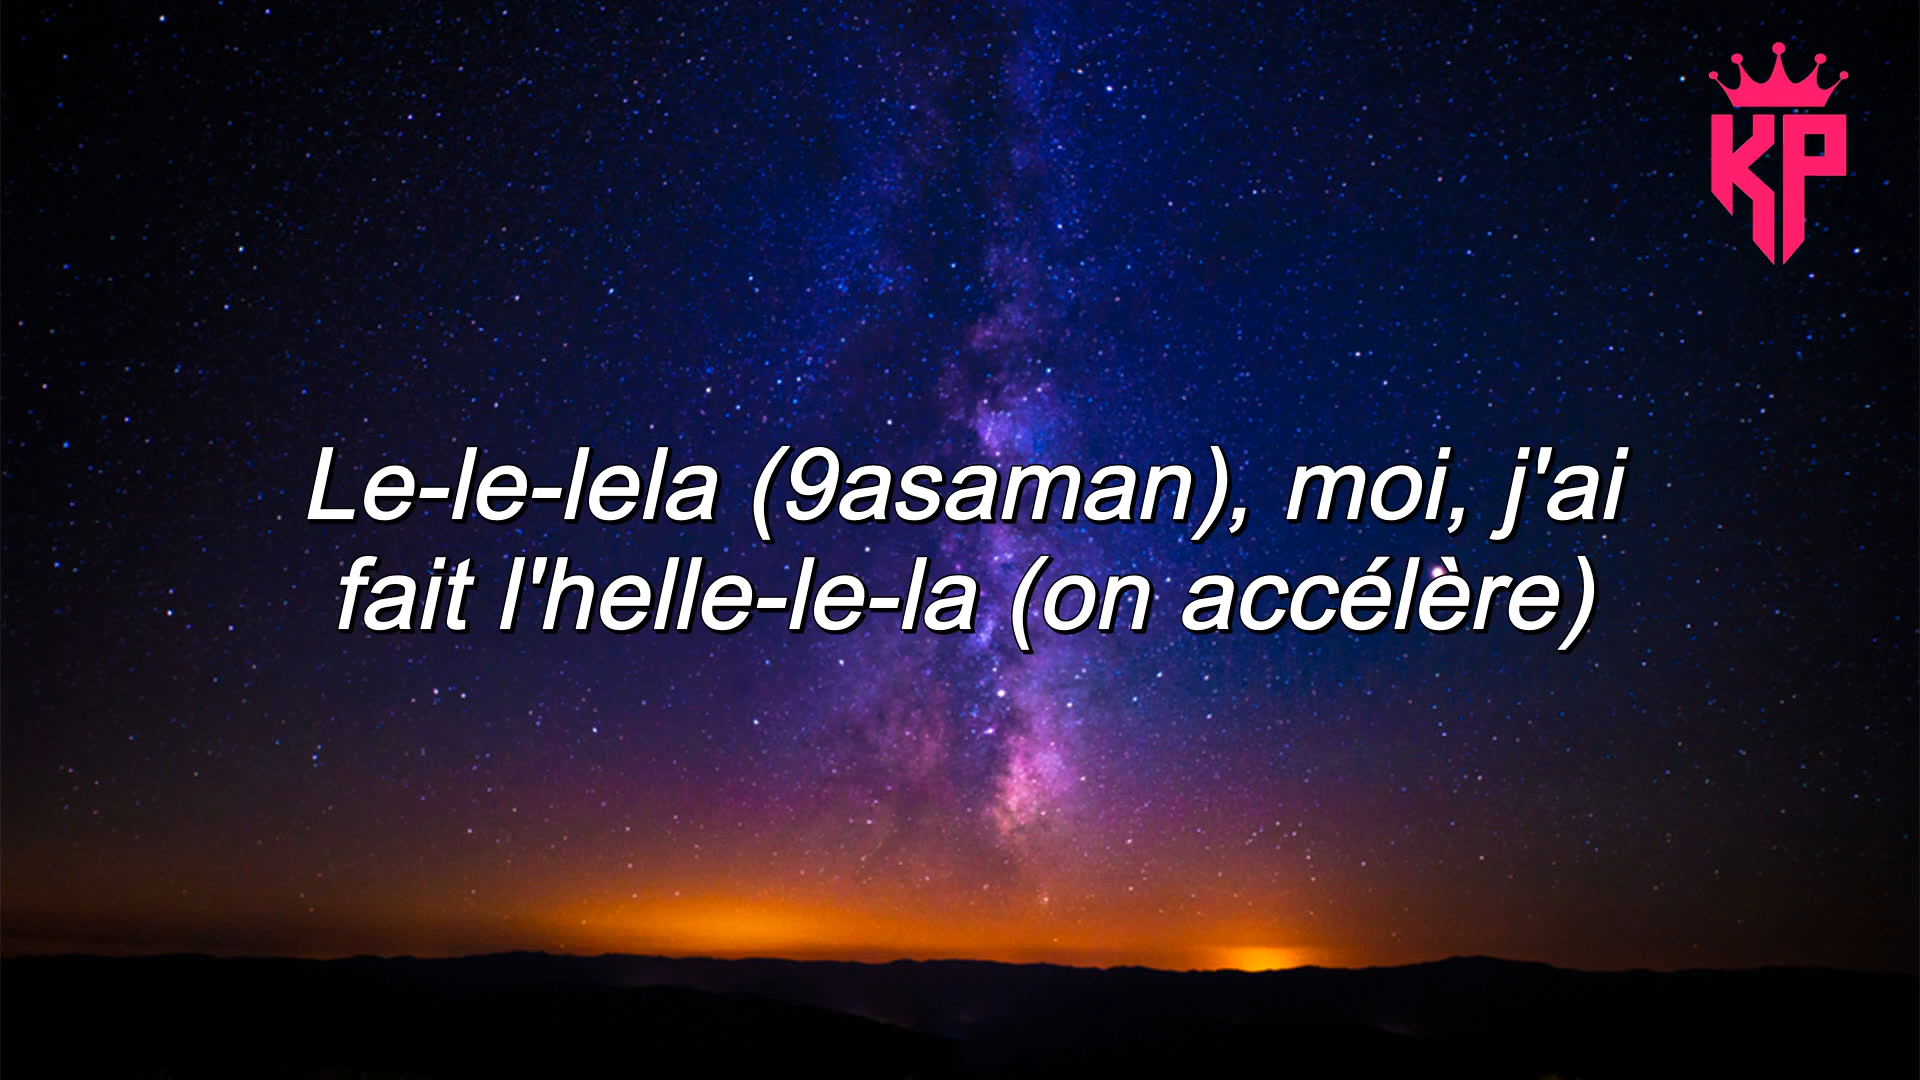 KP
Le-le-lela (9asaman), moi, j'ai
fait l'helle-le-la (on accélère)